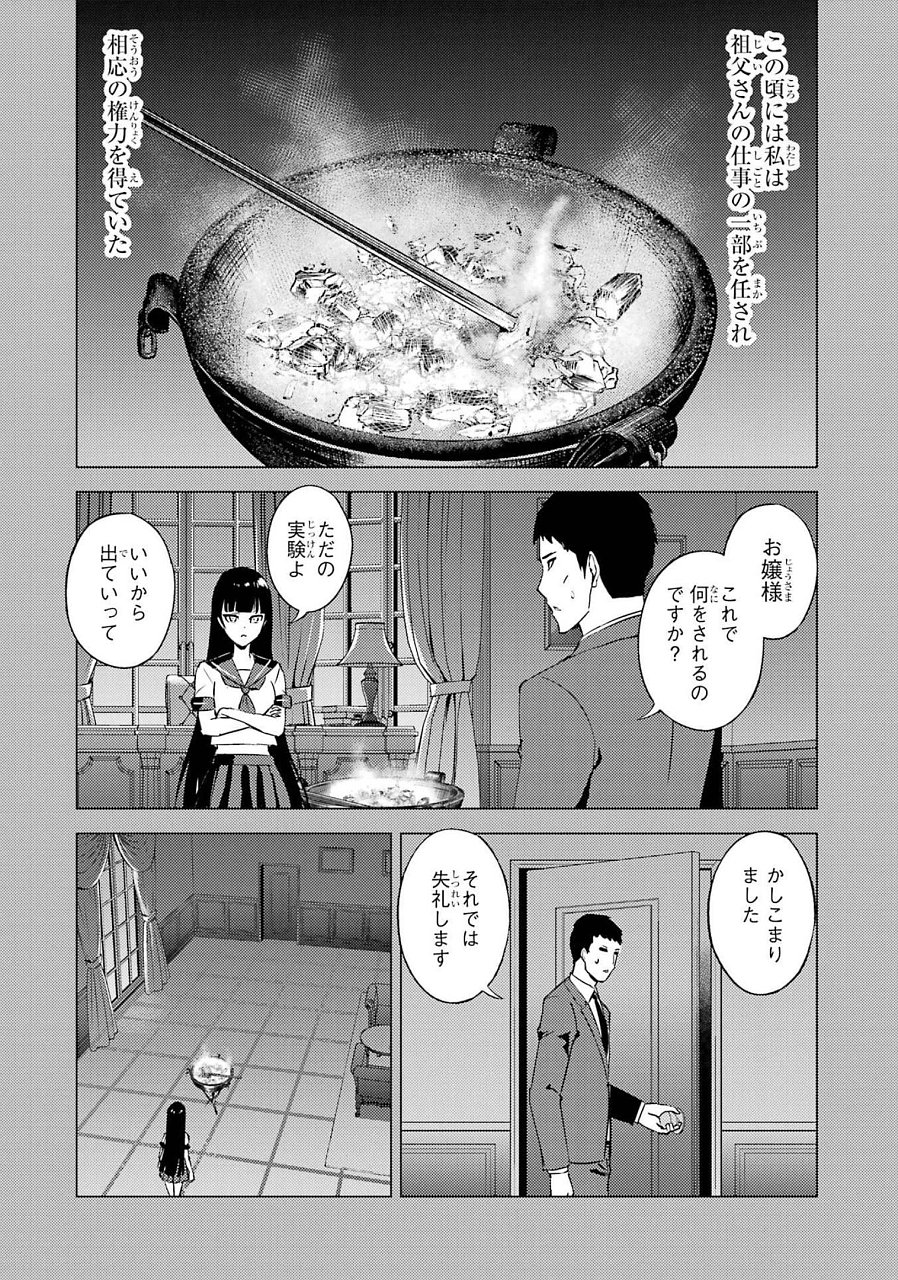 この頃には私は
祖父さんの仕事の一部を任され
相応の権力を得ていた
お嬢様
これで
何をされるの
ですか?
ただの
実験よ
いいから
出ていって
かしこまり
ました
それでは
失礼します